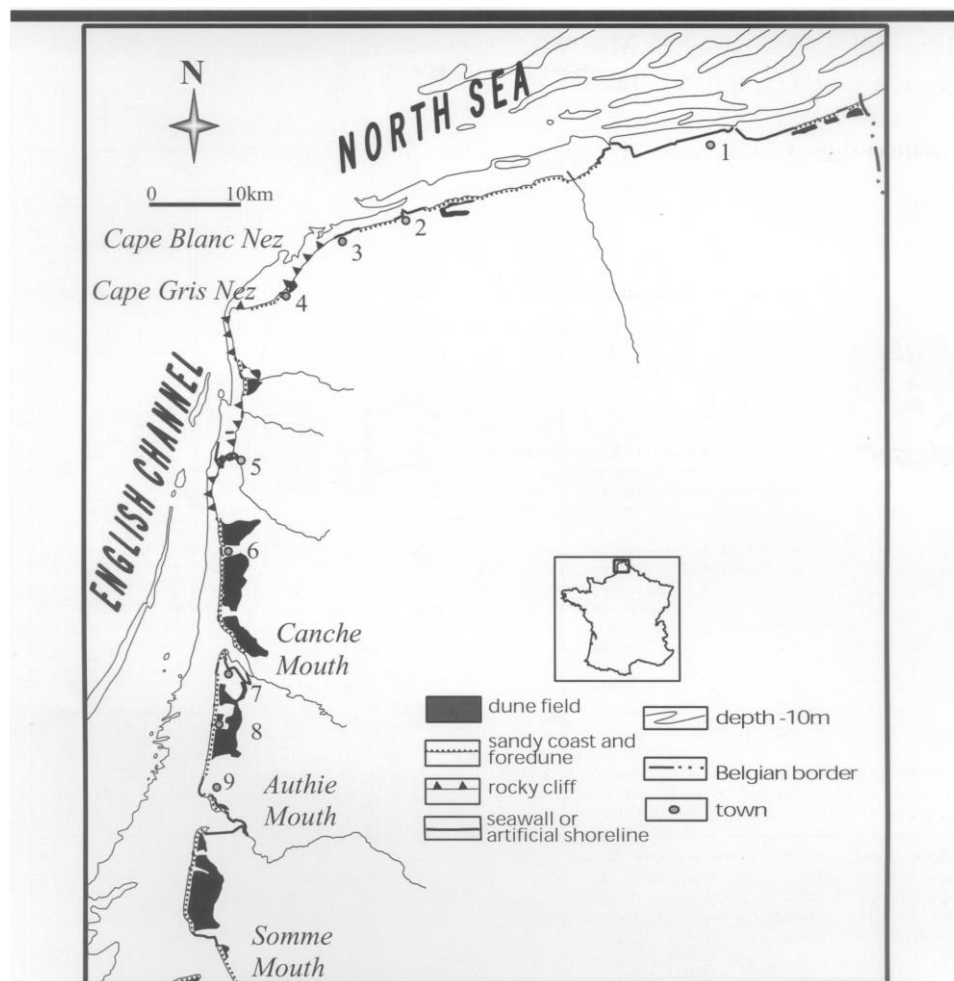 N
NORTH SEA
0 10km
1
2
Cape Blanc Nez
3
Cape Gris Nez
4
ENGLISH CHANNEL
5
6
Canche
Mouth
7
8
9
Authie
Mouth
Somme
Mouth
dune field
sandy coast and
foredune
rocky cliff
seawall or
artificial shoreline
depth -10m
Belgian border
town